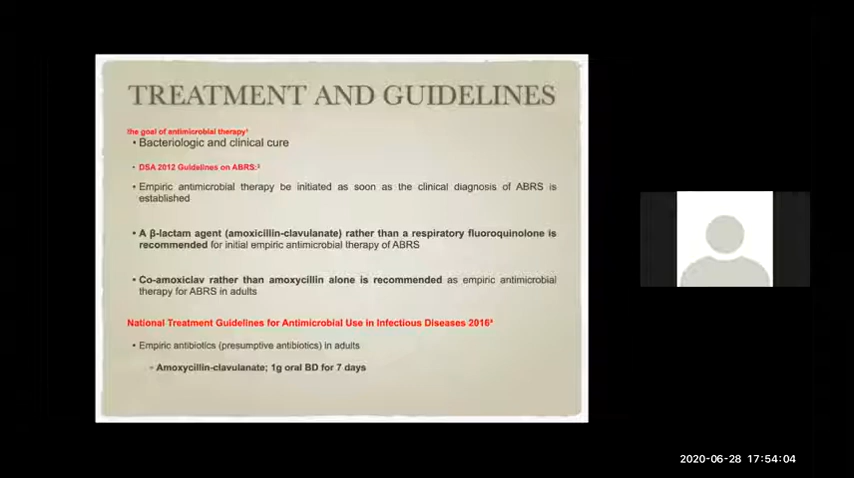 TREATMENT AND GUIDELINES
the goal of antimicrobial therapy¹
• Bacteriologic and clinical cure
• DSA 2012 Guidelines on ABRS:²
• Empiric antimicrobial therapy be initiated as soon as the clinical diagnosis of ABRS is
established
• A β-lactam agent (amoxicillin-clavulanate) rather than a respiratory fluoroquinolone is
recommended for initial empiric antimicrobial therapy of ABRS
• Co-amoxiclav rather than amoxycillin alone is recommended as empiric antimicrobial
therapy for ABRS in adults
National Treatment Guidelines for Antimicrobial Use in Infectious Diseases 2016³
• Empiric antibiotics (presumptive antibiotics) in adults
◦ Amoxycillin-clavulanate; 1g oral BD for 7 days
2020-06-28 17:54:04